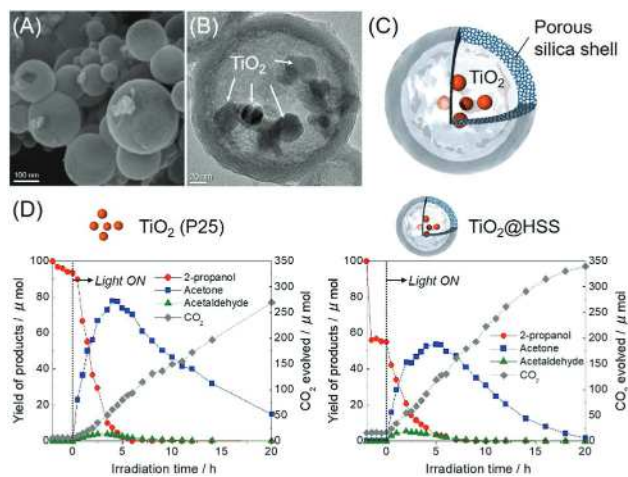 (A)
100 nm
(B)
TiO2
20 nm
(C)
Porous
silica shell
TiO2
(D)
TiO2 (P25)
TiO2@HSS
Light ON
2-propanol
Acetone
Acetaldehyde
CO2
Yield of products / μ mol
100
80
60
40
20
0
350
300
250
200
150
100
50
0
CO2 evolved / μ mol
0 5 10 15 20
Irradiation time / h
Light ON
2-propanol
Acetone
Acetaldehyde
CO2
Yield of products / μ mol
100
80
60
40
20
0
350
300
250
200
150
100
50
0
CO2 evolved / μ mol
0 5 10 15 20
Irradiation time / h